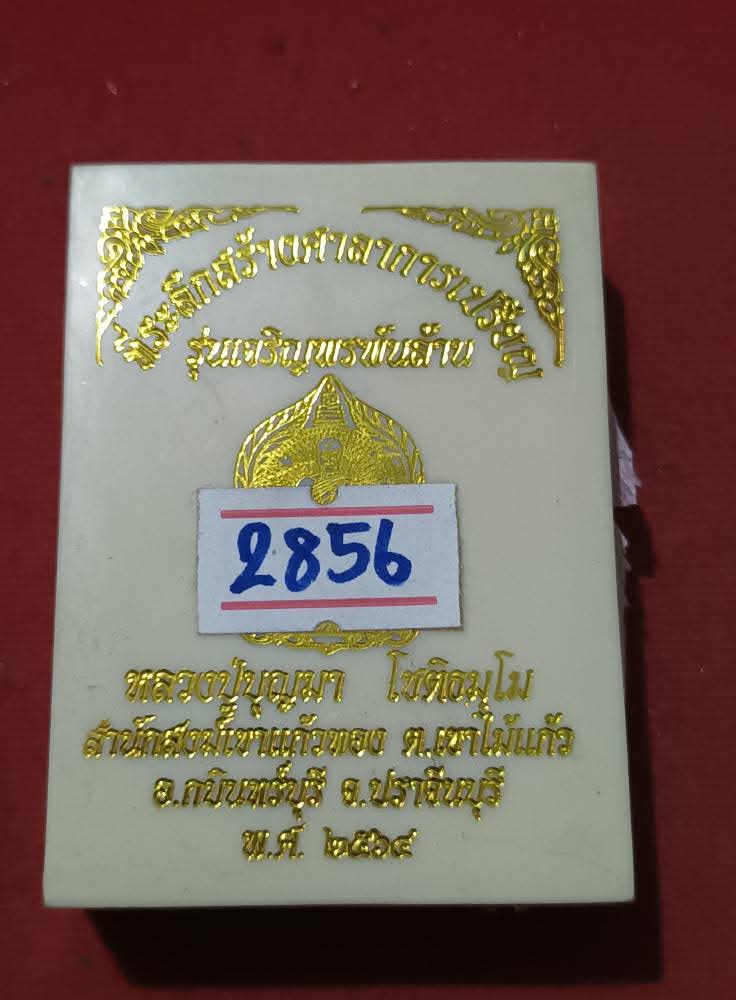 ที่ระลึกสร้างศาลาการเปรียญ
รุ่นเจริญพรพันล้าน
2856
หลวงปู่บุญมา โชติธมฺโม
สำนักสงฆ์เขาแก้วทอง ต.เขาไม้แก้ว
อ.กบินทร์บุรี จ.ปราจีนบุรี
พ.ศ. ๒๕๖๔